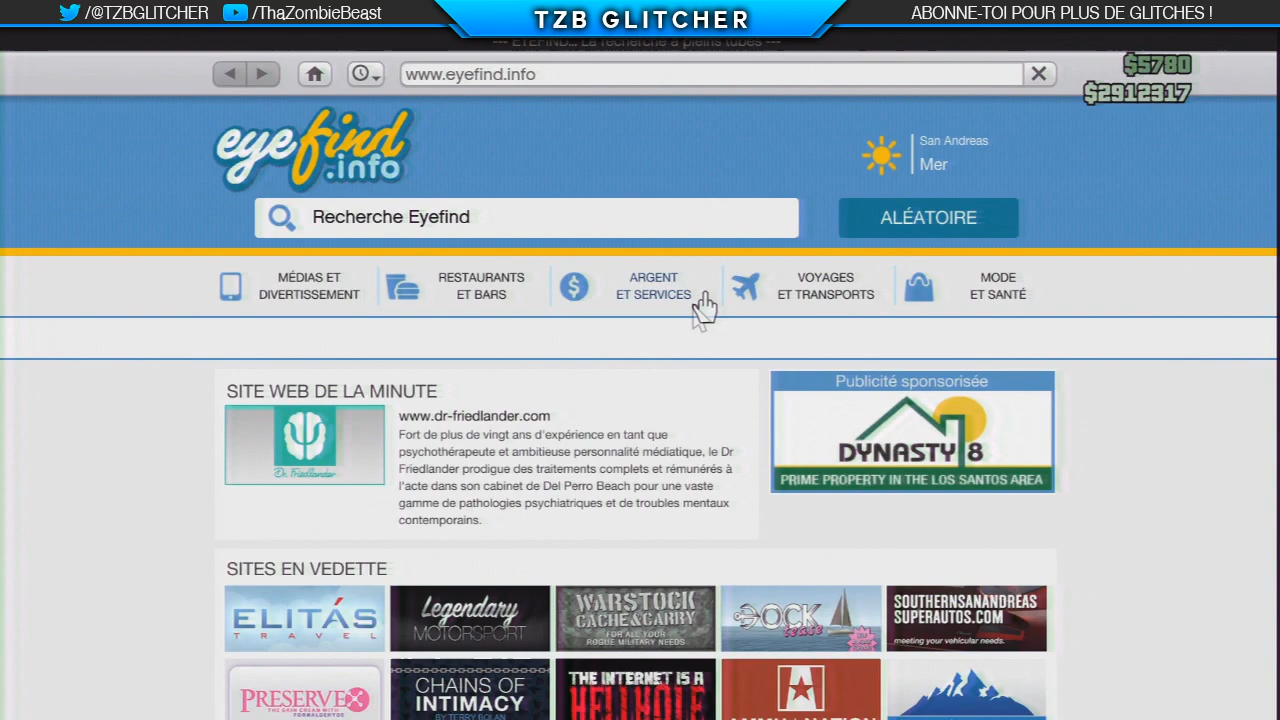 /@TZBGLITCHER
/ThaZombieBeast
TZB GLITCHER
ABONNE-TOI POUR PLUS DE GLITCHES !
--- EYEFIND... La recherche à pleins tubes ---
www.eyefind.info
$5780
$2912317
eyefind
.info
San Andreas
Mer
Recherche Eyefind
ALÉATOIRE
MÉDIAS ET
DIVERTISSEMENT
RESTAURANTS
ET BARS
ARGENT
ET SERVICES
VOYAGES
ET TRANSPORTS
MODE
ET SANTÉ
SITE WEB DE LA MINUTE
Dr. Friedlander
www.dr-friedlander.com
Fort de plus de vingt ans d'expérience en tant que
psychothérapeute et ambitieuse personnalité médiatique, le Dr
Friedlander prodigue des traitements complets et rémunérés à
l'acte dans son cabinet de Del Perro Beach pour une vaste
gamme de pathologies psychiatriques et de troubles mentaux
contemporains.
Publicité sponsorisée
DYNASTY 8
PRIME PROPERTY IN THE LOS SANTOS AREA
SITES EN VEDETTE
ELITÁS
TRAVEL
Legendary
MOTORSPORT
WARSTOCK
CACHE & CARRY
FOR ALL YOUR
ROGUE MILITARY NEEDS
DOCK
tease
SOUTHERNSANANDREAS
SUPERAUTOS.COM
meeting your vehicular needs.
PRESERVEX
THE SKIN CREAM WITH
FORMALDEHYDE
CHAINS OF
INTIMACY
BY TERRY BOLAN
THE INTERNET IS A
HELLHOLE
AMMU NATION